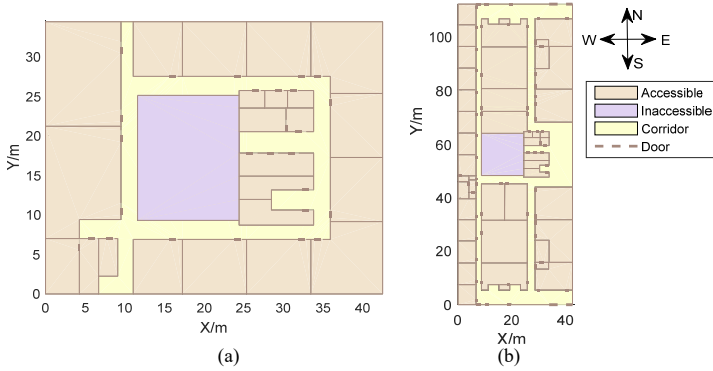 30
25
20
15
10
5
0
Y/m
0 5 10 15 20 25 30 35 40
X/m
(a)
100
80
60
40
20
0
Y/m
0 20 40
X/m
(b)
N
W E
S
Accessible
Inaccessible
Corridor
Door